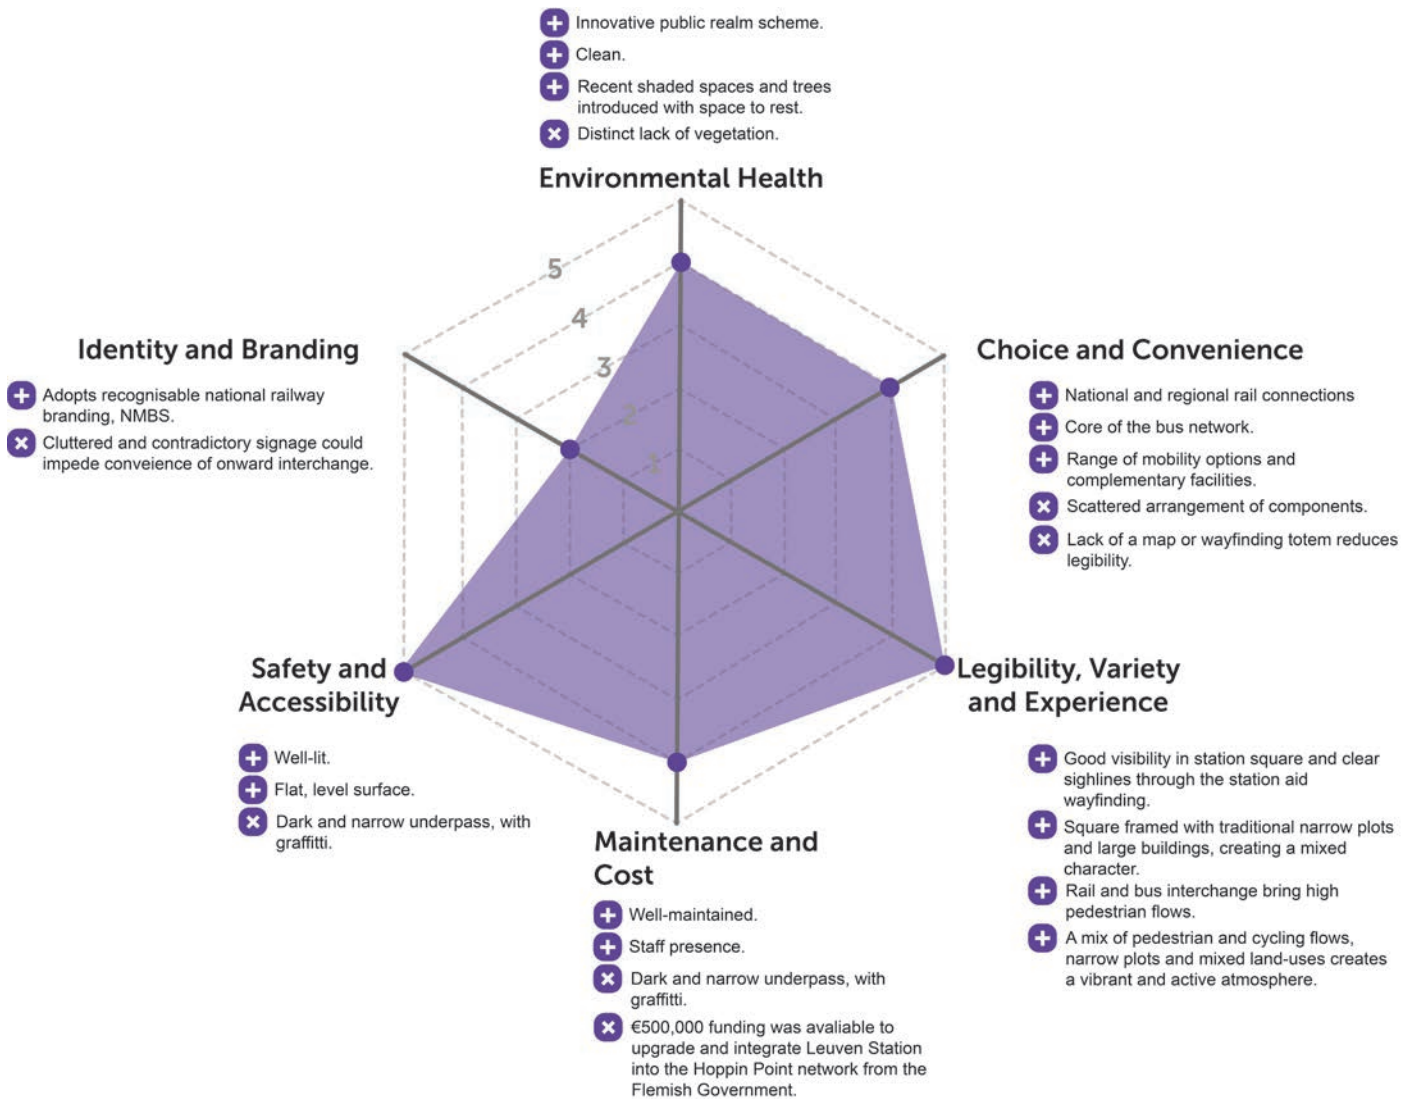 Innovative public realm scheme.
Clean.
Recent shaded spaces and trees
introduced with space to rest.
Distinct lack of vegetation.
Environmental Health
5
4
3
2
1
Identity and Branding
Adopts recognisable national railway
branding, NMBS.
Cluttered and contradictory signage could
impede conveience of onward interchange.
Choice and Convenience
National and regional rail connections
Core of the bus network.
Range of mobility options and
complementary facilities.
Scattered arrangement of components.
Lack of a map or wayfinding totem reduces
legibility.
Safety and
Accessibility
Well-lit.
Flat, level surface.
Dark and narrow underpass, with
graffitti.
Legibility, Variety
and Experience
Good visibility in station square and clear
sighlines through the station aid
wayfinding.
Square framed with traditional narrow plots
and large buildings, creating a mixed
character.
Rail and bus interchange bring high
pedestrian flows.
A mix of pedestrian and cycling flows,
narrow plots and mixed land-uses creates
a vibrant and active atmosphere.
Maintenance and
Cost
Well-maintained.
Staff presence.
Dark and narrow underpass, with
graffitti.
€500,000 funding was avaliable to
upgrade and integrate Leuven Station
into the Hoppin Point network from the
Flemish Government.